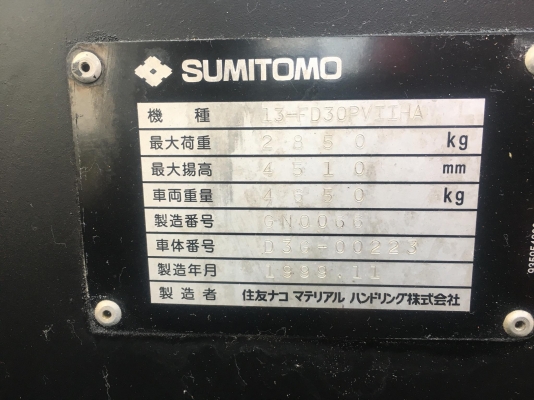 SUMITOMO
機種 13-FD30PVIIHA
最大荷重 2850 kg
最大揚高 4510 mm
車両重量 4650 kg
製造番号 GN0066
車体番号 D36-00223
製造年月
製造者 住友ナコ マテリアル ハンドリング株式会社